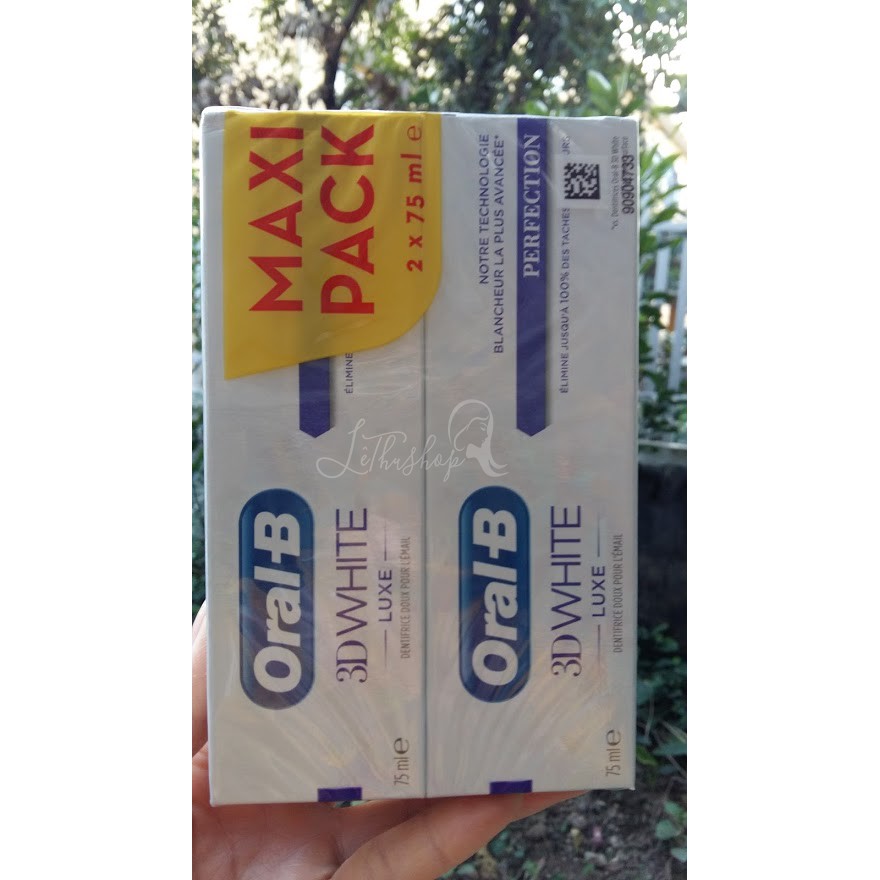 MAXI
PACK
2 x 75 ml e
ÉLIMINE
Oral-B
3D WHITE
LUXE
DENTIFRICE DOUX POUR L'ÉMAIL
75 ml e
NOTRE TECHNOLOGIE
BLANCHEUR LA PLUS AVANCÉE*
PERFECTION
ÉLIMINE JUSQU'À 100% DES TACHES
90904733
Oral-B
3D WHITE
LUXE
DENTIFRICE DOUX POUR L'ÉMAIL
75 ml e
LêThushop